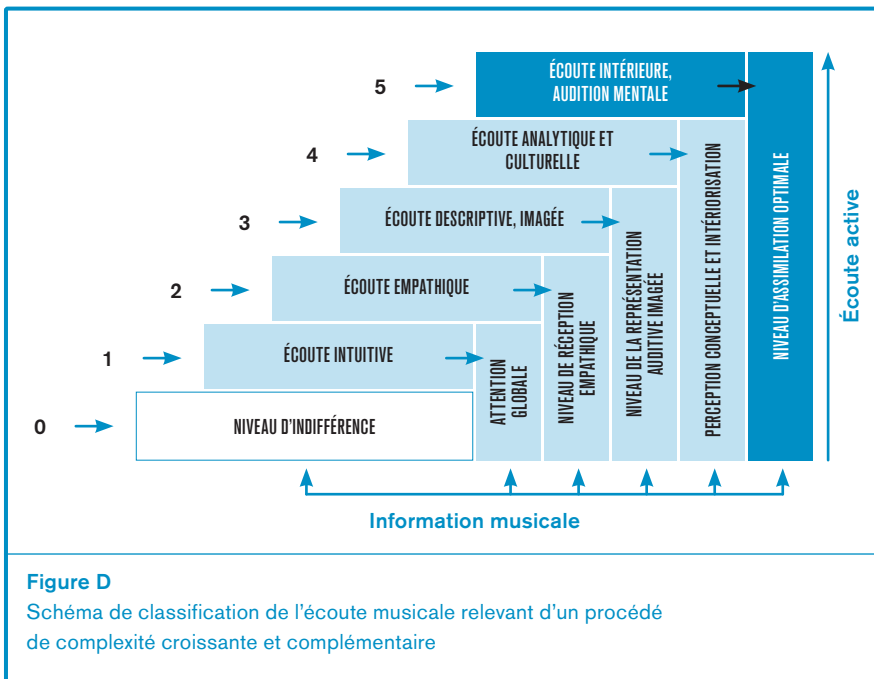 5
ÉCOUTE INTÉRIEURE,
AUDITION MENTALE
4
ÉCOUTE ANALYTIQUE ET
CULTURELLE
3
ÉCOUTE DESCRIPTIVE, IMAGÉE
2
ÉCOUTE EMPATHIQUE
1
ÉCOUTE INTUITIVE
0
NIVEAU D'INDIFFÉRENCE
ATTENTION
GLOBALE
NIVEAU DE RÉCEPTION
EMPATHIQUE
NIVEAU DE LA REPRÉSENTATION
AUDITIVE IMAGÉE
PERCEPTION CONCEPTUELLE ET INTÉRIORISATION
NIVEAU D'ASSIMILATION OPTIMALE
Écoute active
Information musicale
Figure D
Schéma de classification de l'écoute musicale relevant d'un procédé
de complexité croissante et complémentaire